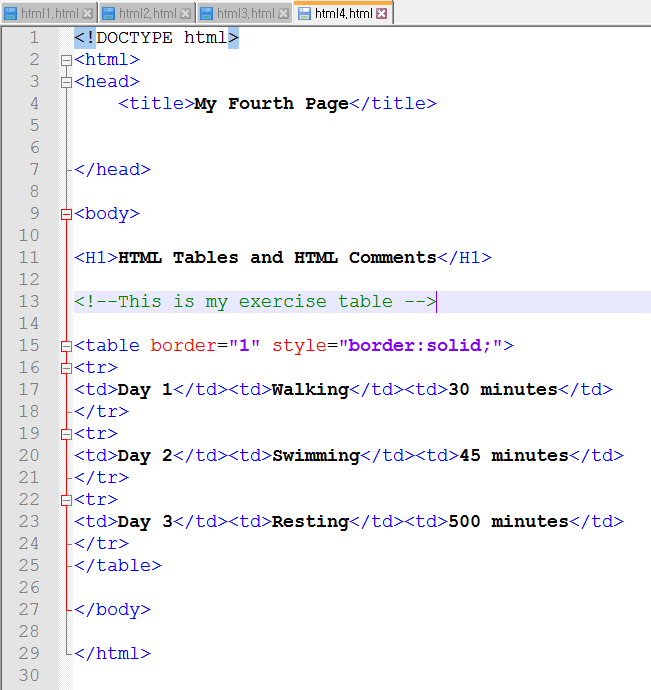 html1.html html2.html html3.html html4.html
1 <!DOCTYPE html>
2 <html>
3 <head>
4     <title>My Fourth Page</title>
5
6
7 </head>
8
9 <body>
10
11 <H1>HTML Tables and HTML Comments</H1>
12
13 <!--This is my exercise table -->
14
15 <table border="1" style="border:solid;">
16 <tr>
17 <td>Day 1</td><td>Walking</td><td>30 minutes</td>
18 </tr>
19 <tr>
20 <td>Day 2</td><td>Swimming</td><td>45 minutes</td>
21 </tr>
22 <tr>
23 <td>Day 3</td><td>Resting</td><td>500 minutes</td>
24 </tr>
25 </table>
26
27 </body>
28
29 </html>
30